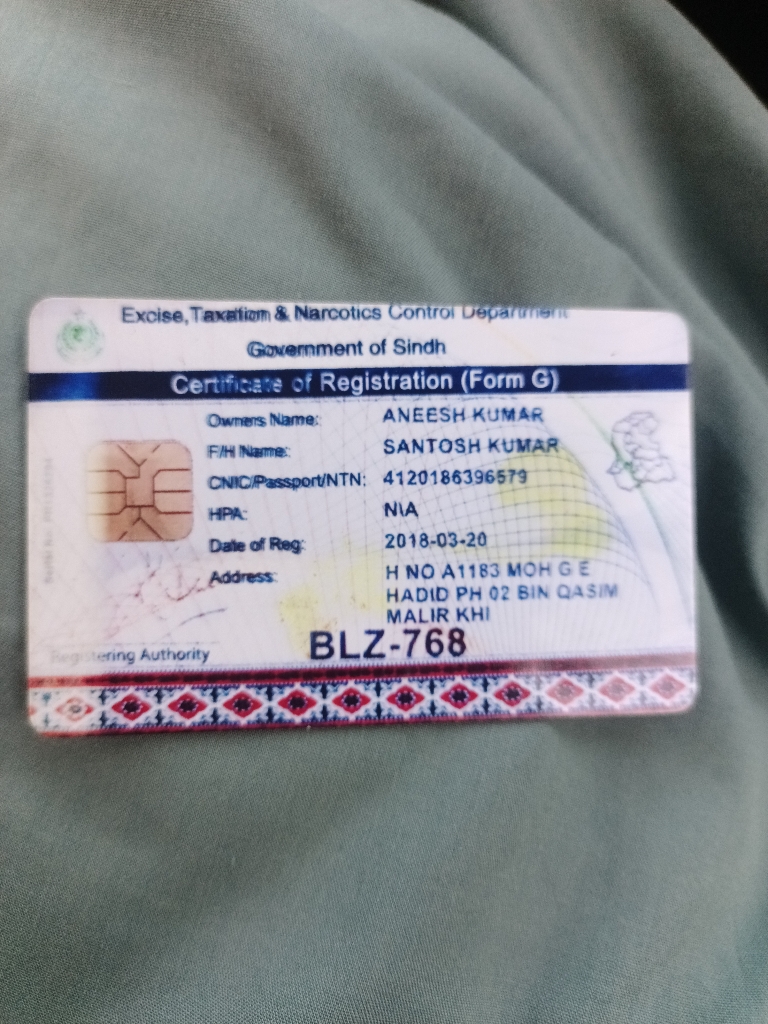 Excise,Taxation & Narcotics Control Department
Government of Sindh
Certificate of Registration (Form G)
Owners Name: ANEESH KUMAR
F/H Name: SANTOSH KUMAR
CNIC/Passport/NTN: 4120186396579
HPA: N\A
Date of Reg: 2018-03-20
Address: H NO A1183 MOH G E
HADID PH 02 BIN QASIM
MALIR KHI
Registering Authority
BLZ-768